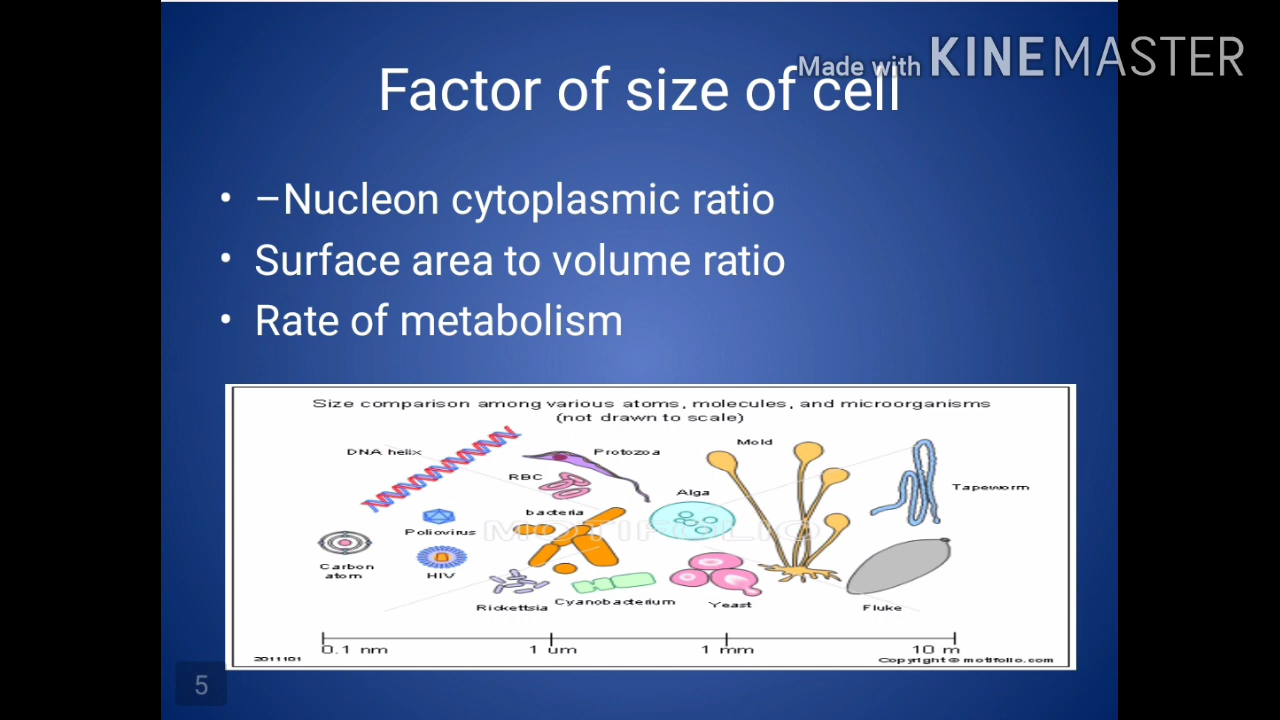 Made with KINEMASTER
Factor of size of cell
• –Nucleon cytoplasmic ratio
• Surface area to volume ratio
• Rate of metabolism
Size comparison among various atoms, molecules, and microorganisms
(not drawn to scale)
DNA helix
Protozoa
Mold
RBC
Tapeworm
Alga
bacteria
MOTIFOLIO
Poliovirus
Carbon
atom
HIV
Rickettsia
Cyanobacterium
Yeast
Fluke
0.1 nm
1 um
1 mm
10 m
2011101
Copyright © motifolio.com
5